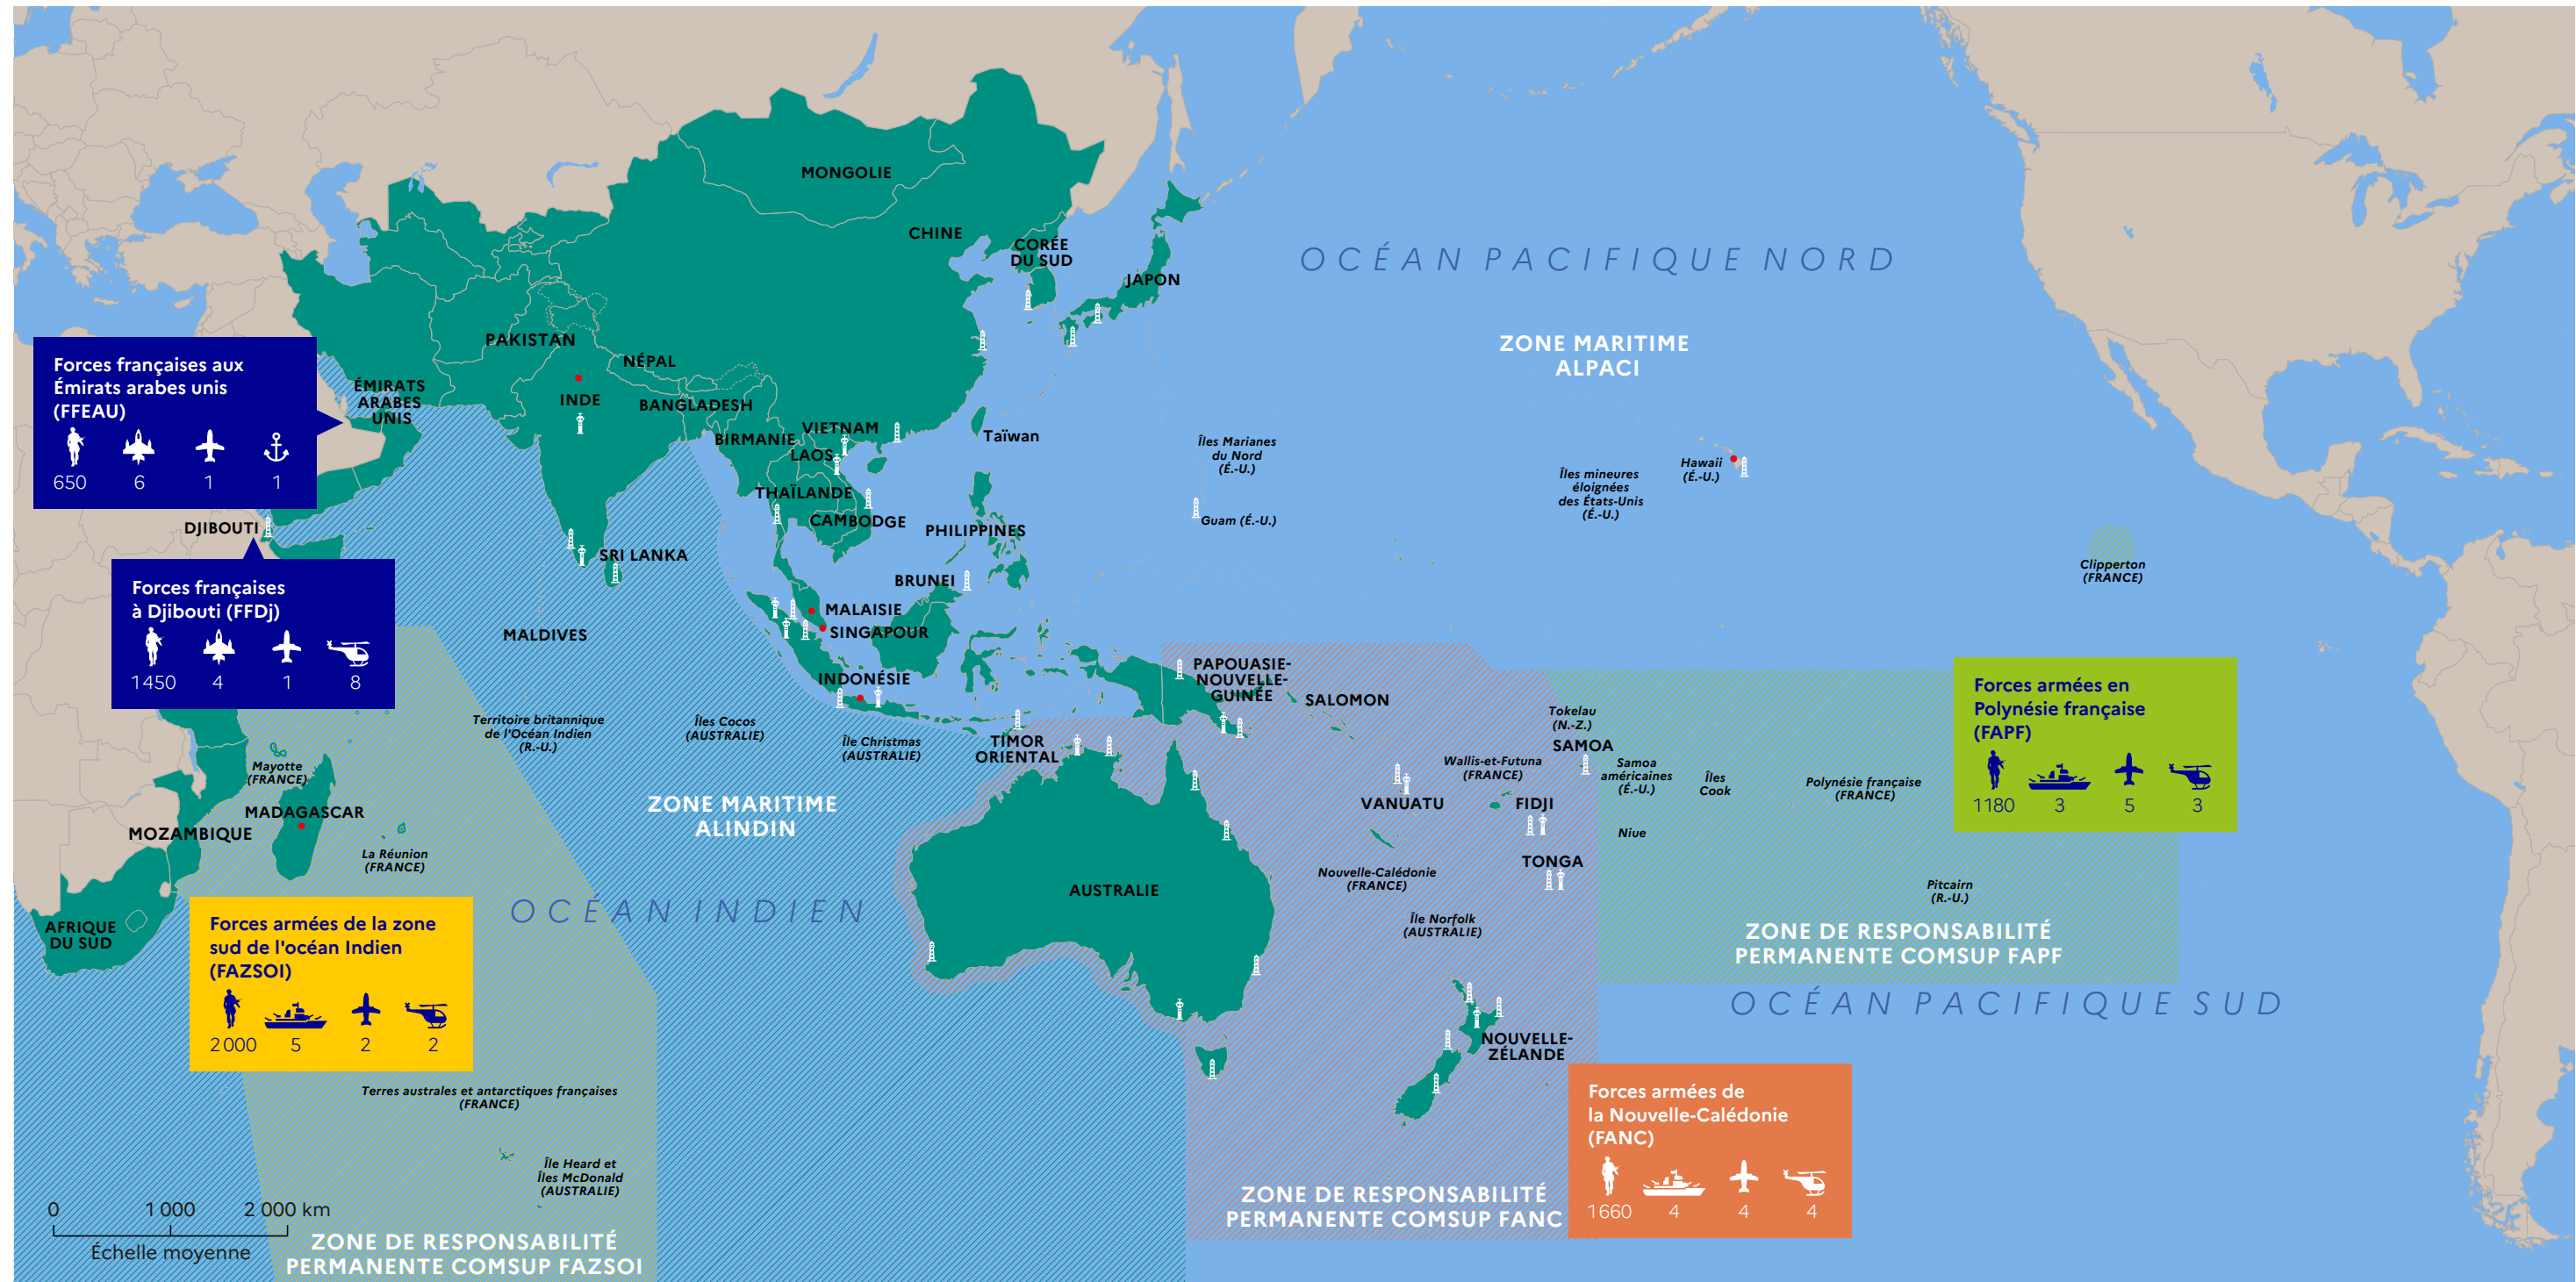 MONGOLIE
CHINE
CORÉE
DU SUD
JAPON
OCÉAN PACIFIQUE NORD
ZONE MARITIME
ALPACI
PAKISTAN
NÉPAL
INDE
BANGLADESH
ÉMIRATS
ARABES
UNIS
Forces françaises aux
Émirats arabes unis
(FFEAU)
650 6 1 1
BIRMANIE
VIETNAM
LAOS
Taïwan
THAÏLANDE
CAMBODGE
PHILIPPINES
Îles Marianes
du Nord
(É.-U.)
Guam (É.-U.)
Îles mineures
éloignées
des États-Unis
(É.-U.)
Hawaii
(É.-U.)
Clipperton
(FRANCE)
DJIBOUTI
Forces françaises
à Djibouti (FFDj)
1 450 4 1 8
SRI LANKA
BRUNEI
MALAISIE
SINGAPOUR
MALDIVES
INDONÉSIE
PAPOUASIE-
NOUVELLE-
GUINÉE
SALOMON
Territoire britannique
de l'Océan Indien
(R.-U.)
Îles Cocos
(AUSTRALIE)
Île Christmas
(AUSTRALIE)
TIMOR
ORIENTAL
Tokelau
(N.-Z.)
SAMOA
Wallis-et-Futuna
(FRANCE)
Samoa
américaines
(É.-U.)
Îles
Cook
Polynésie française
(FRANCE)
Forces armées en
Polynésie française
(FAPF)
1 180 3 5 3
Mayotte
(FRANCE)
MADAGASCAR
MOZAMBIQUE
La Réunion
(FRANCE)
ZONE MARITIME
ALINDIN
VANUATU
FIDJI
Niue
TONGA
Nouvelle-Calédonie
(FRANCE)
AUSTRALIE
Île Norfolk
(AUSTRALIE)
Pitcairn
(R.-U.)
OCÉAN INDIEN
AFRIQUE
DU SUD
Forces armées de la zone
sud de l'océan Indien
(FAZSOI)
2 000 5 2 2
ZONE DE RESPONSABILITÉ
PERMANENTE COMSUP FAPF
OCÉAN PACIFIQUE SUD
NOUVELLE-
ZÉLANDE
Terres australes et antarctiques françaises
(FRANCE)
Île Heard et
Îles McDonald
(AUSTRALIE)
Forces armées de
la Nouvelle-Calédonie
(FANC)
1 660 4 4 4
ZONE DE RESPONSABILITÉ
PERMANENTE COMSUP FANC
0 1 000 2 000 km
Échelle moyenne
ZONE DE RESPONSABILITÉ
PERMANENTE COMSUP FAZSOI